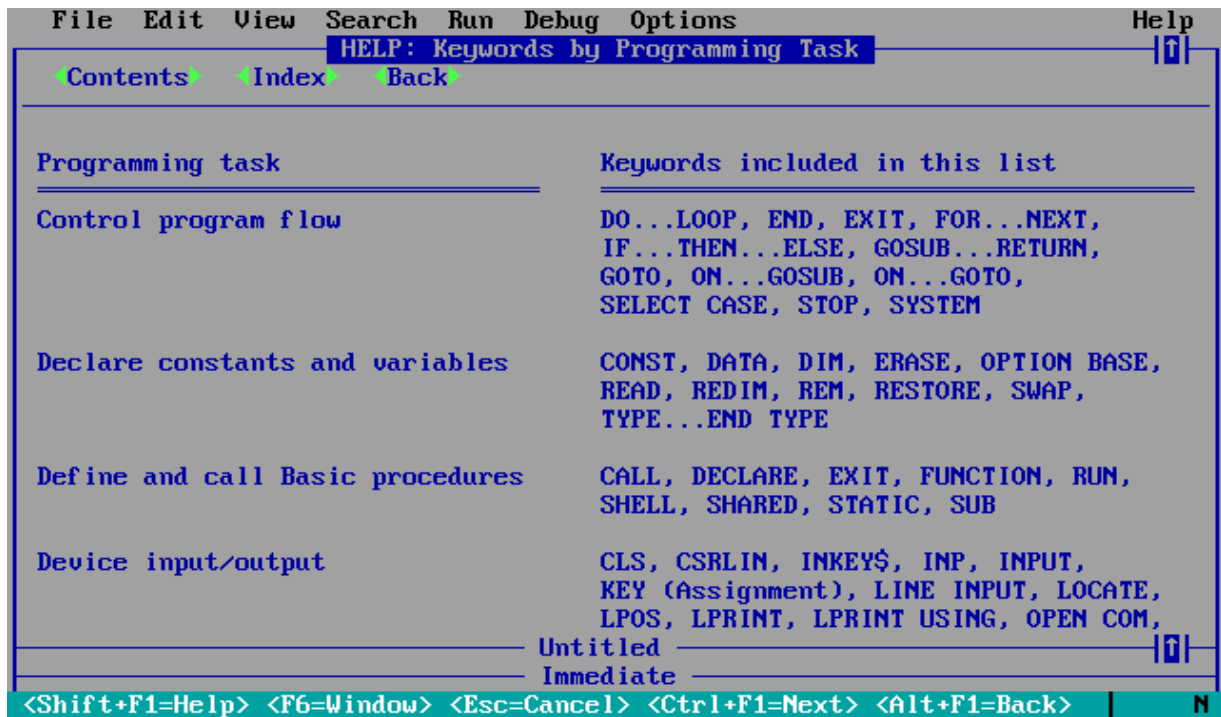 File Edit View Search Run Debug Options Help
HELP: Keywords by Programming Task
Contents Index Back
Programming task Keywords included in this list
Control program flow DO...LOOP, END, EXIT, FOR...NEXT,
IF...THEN...ELSE, GOSUB...RETURN,
GOTO, ON...GOSUB, ON...GOTO,
SELECT CASE, STOP, SYSTEM
Declare constants and variables CONST, DATA, DIM, ERASE, OPTION BASE,
READ, REDIM, REM, RESTORE, SWAP,
TYPE...END TYPE
Define and call Basic procedures CALL, DECLARE, EXIT, FUNCTION, RUN,
SHELL, SHARED, STATIC, SUB
Device input/output CLS, CSRLIN, INKEY$, INP, INPUT,
KEY (Assignment), LINE INPUT, LOCATE,
LPOS, LPRINT, LPRINT USING, OPEN COM,
Untitled
Immediate
<Shift+F1=Help> <F6=Window> <Esc=Cancel> <Ctrl+F1=Next> <Alt+F1=Back> N